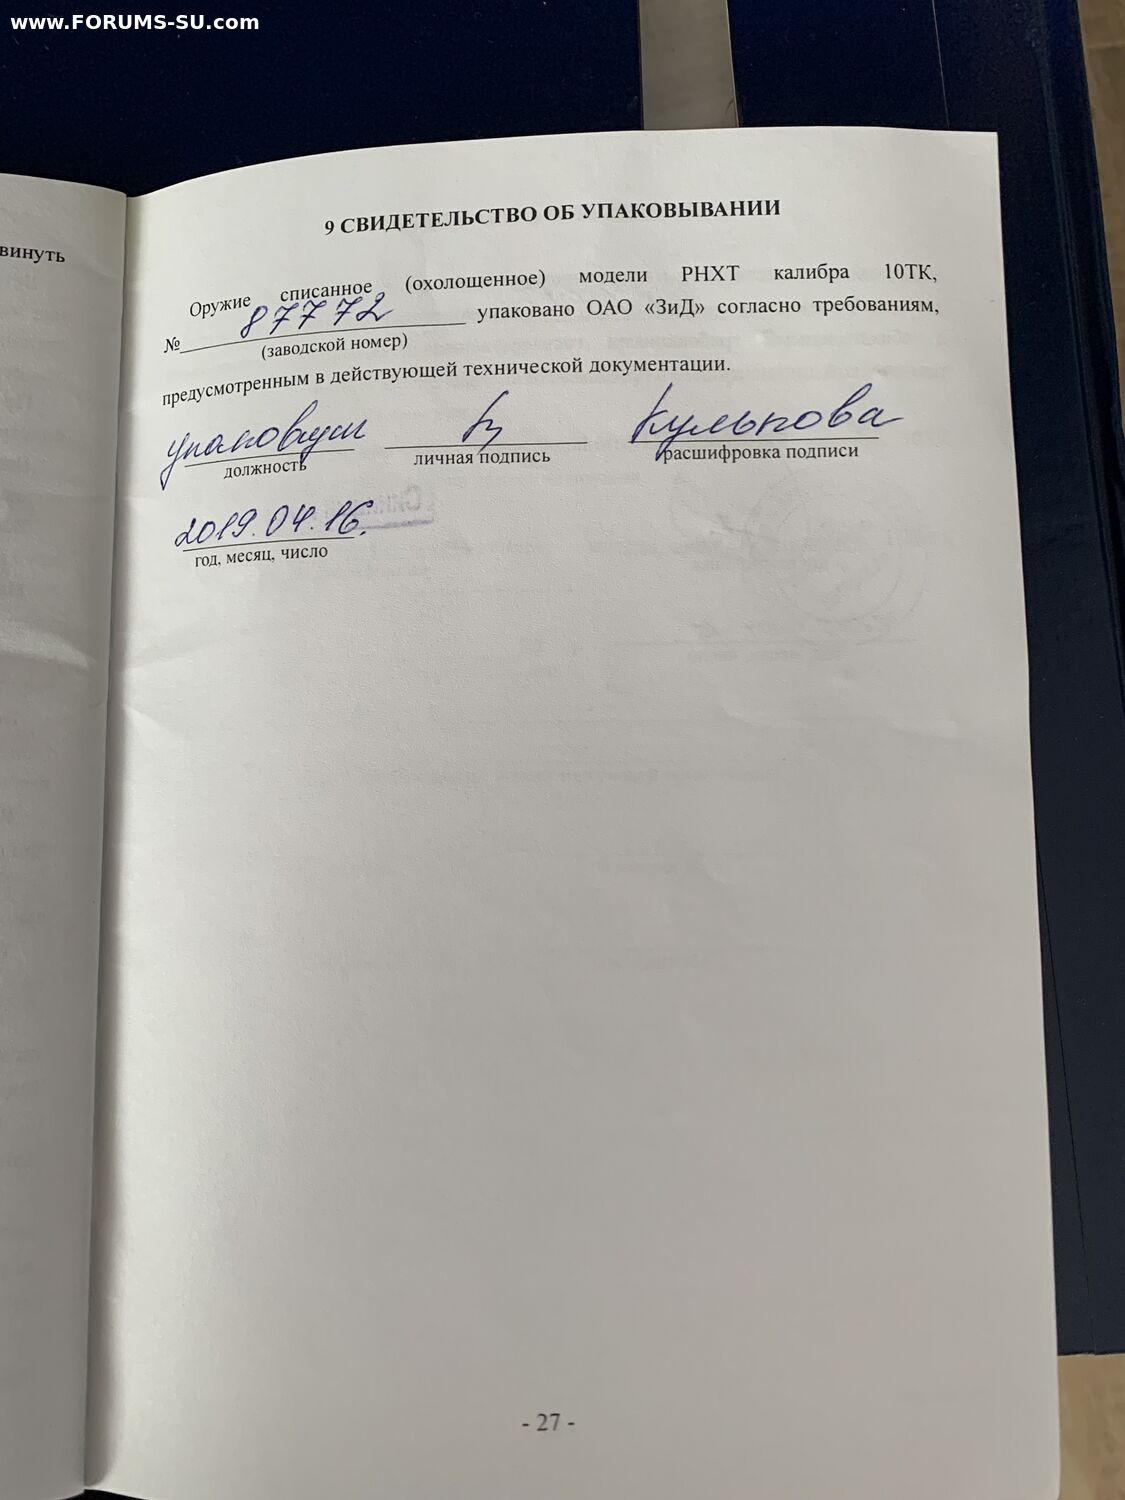 www.FORUMS-SU.com
винуть
9 СВИДЕТЕЛЬСТВО ОБ УПАКОВЫВАНИИ
Оружие списанное (охолощенное) модели РНХТ калибра 10ТК,
№ 87772 упаковано ОАО «ЗиД» согласно требованиям,
(заводской номер)
предусмотренным в действующей технической документации.
Кулькова
должность личная подпись расшифровка подписи
2019.04.16.
год, месяц, число
- 27 -